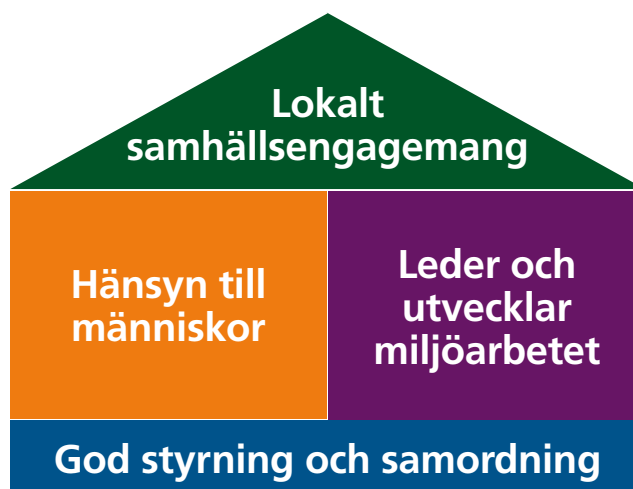 Lokalt
samhällsengagemang
Hänsyn till
människor
Leder och
utvecklar
miljöarbetet
God styrning och samordning